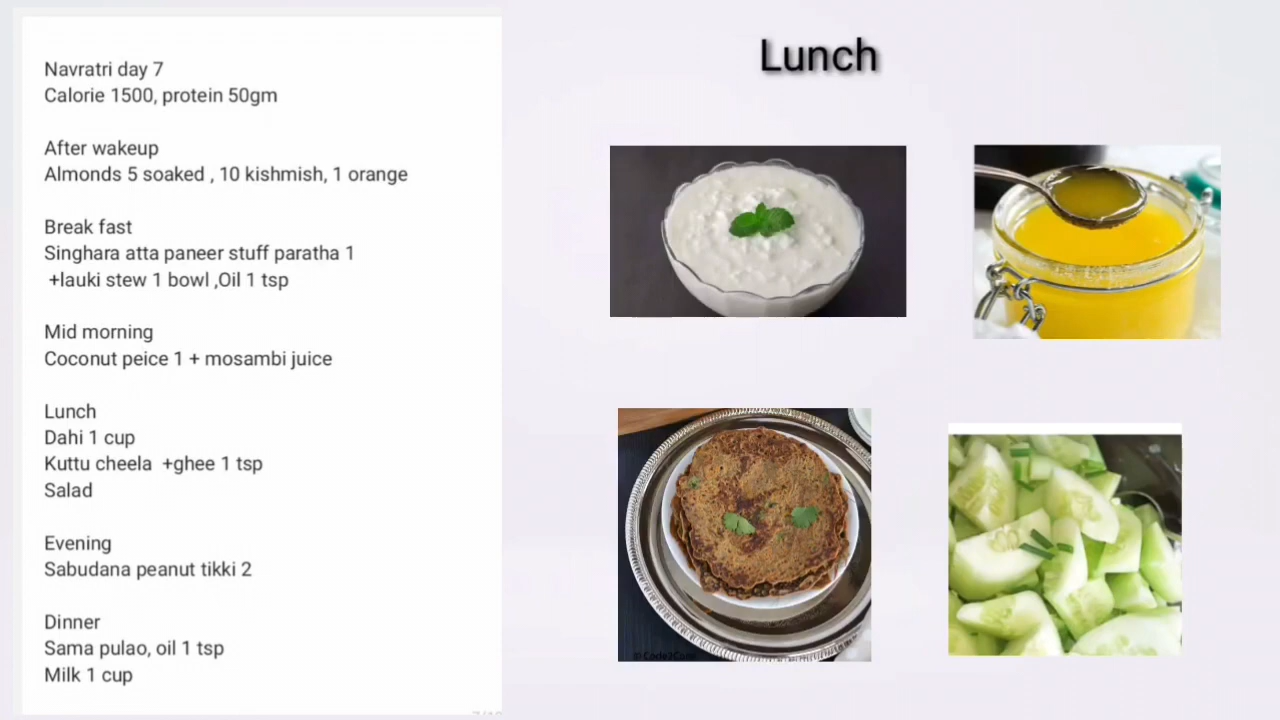 Navratri day 7
Calorie 1500, protein 50gm
After wakeup
Almonds 5 soaked , 10 kishmish, 1 orange
Break fast
Singhara atta paneer stuff paratha 1
+lauki stew 1 bowl ,Oil 1 tsp
Mid morning
Coconut peice 1 + mosambi juice
Lunch
Dahi 1 cup
Kuttu cheela +ghee 1 tsp
Salad
Evening
Sabudana peanut tikki 2
Dinner
Sama pulao, oil 1 tsp
Milk 1 cup
Lunch